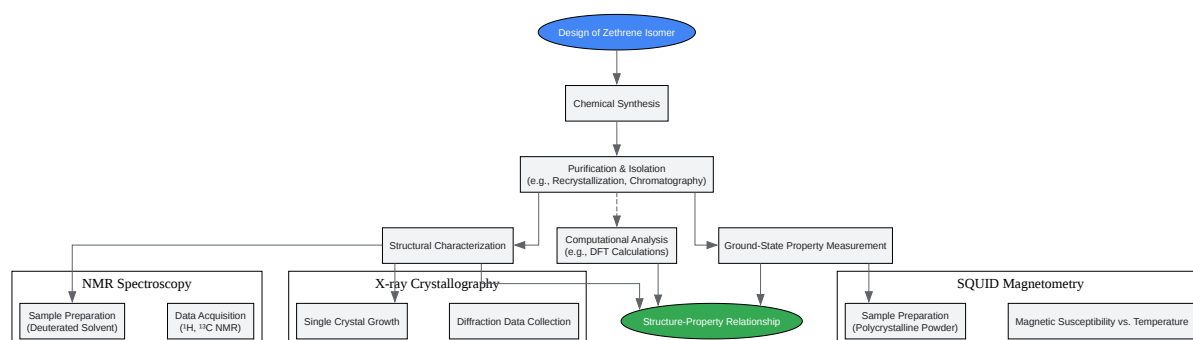 Design of Zethrene Isomer
Chemical Synthesis
Purification & Isolation
(e.g., Recrystallization, Chromatography)
Structural Characterization
Computational Analysis
(e.g., DFT Calculations)
Ground-State Property Measurement
NMR Spectroscopy
Sample Preparation
(Deuterated Solvent)
Data Acquisition
(¹H, ¹³C NMR)
X-ray Crystallography
Single Crystal Growth
Diffraction Data Collection
Structure-Property Relationship
SQUID Magnetometry
Sample Preparation
(Polycrystalline Powder)
Magnetic Susceptibility vs. Temperature